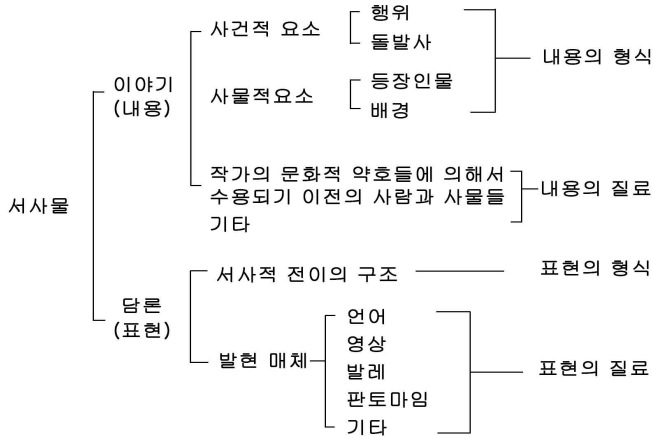 서사물
이야기
(내용)
사건적 요소
행위
돌발사
사물적요소
등장인물
배경
내용의 형식
작가의 문화적 약호들에 의해서
수용되기 이전의 사람과 사물들
기타
내용의 질료
담론
(표현)
서사적 전이의 구조
표현의 형식
발현 매체
언어
영상
발레
판토마임
기타
표현의 질료